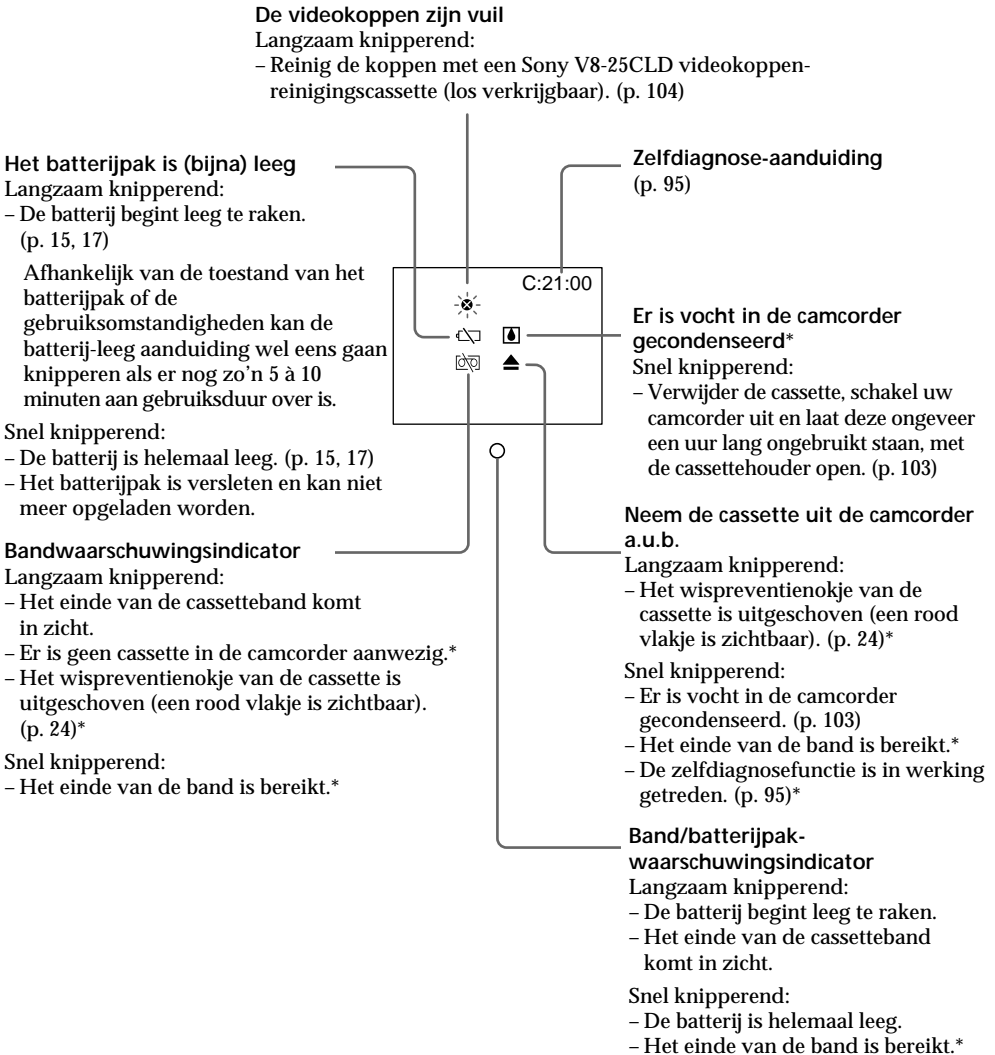 De videokoppen zijn vuil
Langzaam knipperend:
– Reinig de koppen met een Sony V8-25CLD videokoppen-
reinigingscassette (los verkrijgbaar). (p. 104)
Het batterijpak is (bijna) leeg
Langzaam knipperend:
– De batterij begint leeg te raken.
(p. 15, 17)
Afhankelijk van de toestand van het
batterijpak of de
gebruiksomstandigheden kan de
batterij-leeg aanduiding wel eens gaan
knipperen als er nog zo’n 5 à 10
minuten aan gebruiksduur over is.
Snel knipperend:
– De batterij is helemaal leeg. (p. 15, 17)
– Het batterijpak is versleten en kan niet
meer opgeladen worden.
Bandwaarschuwingsindicator
Langzaam knipperend:
– Het einde van de cassetteband komt
in zicht.
– Er is geen cassette in de camcorder aanwezig.*
– Het wispreventienokje van de cassette is
uitgeschoven (een rood vlakje is zichtbaar).
(p. 24)*
Snel knipperend:
– Het einde van de band is bereikt.*
C:21:00
Zelfdiagnose-aanduiding
(p. 95)
Er is vocht in de camcorder
gecondenseerd*
Snel knipperend:
– Verwijder de cassette, schakel uw
camcorder uit en laat deze ongeveer
een uur lang ongebruikt staan, met
de cassettehouder open. (p. 103)
Neem de cassette uit de camcorder
a.u.b.
Langzaam knipperend:
– Het wispreventienokje van de
cassette is uitgeschoven (een rood
vlakje is zichtbaar). (p. 24)*
Snel knipperend:
– Er is vocht in de camcorder
gecondenseerd. (p. 103)
– Het einde van de band is bereikt.*
– De zelfdiagnosefunctie is in werking
getreden. (p. 95)*
Band/batterijpak-
waarschuwingsindicator
Langzaam knipperend:
– De batterij begint leeg te raken.
– Het einde van de cassetteband
komt in zicht.
Snel knipperend:
– De batterij is helemaal leeg.
– Het einde van de band is bereikt.*